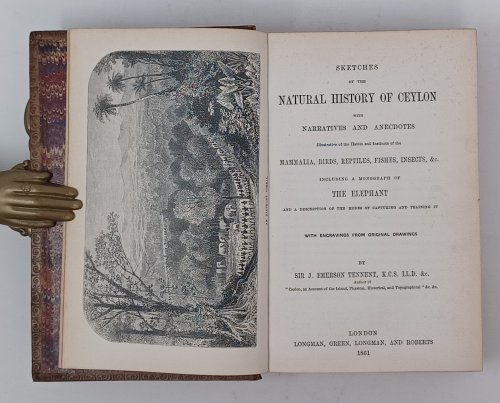 SKETCHES
OF THE
NATURAL HISTORY OF CEYLON
WITH
NARRATIVES AND ANECDOTES
Illustrative of the Habits and Instincts of the
MAMMALIA, BIRDS, REPTILES, FISHES, INSECTS, &c.
INCLUDING A MONOGRAPH OF
THE ELEPHANT
AND A DESCRIPTION OF THE MODES OF CAPTURING AND TRAINING IT
WITH ENGRAVINGS FROM ORIGINAL DRAWINGS
BY
SIR J. EMERSON TENNENT, K.C.S. LL.D. &c.
Author of
"Ceylon, an Account of the Island, Physical, Historical, and Topographical" &c. &c.
LONDON
LONGMAN, GREEN, LONGMAN, AND ROBERTS
1861